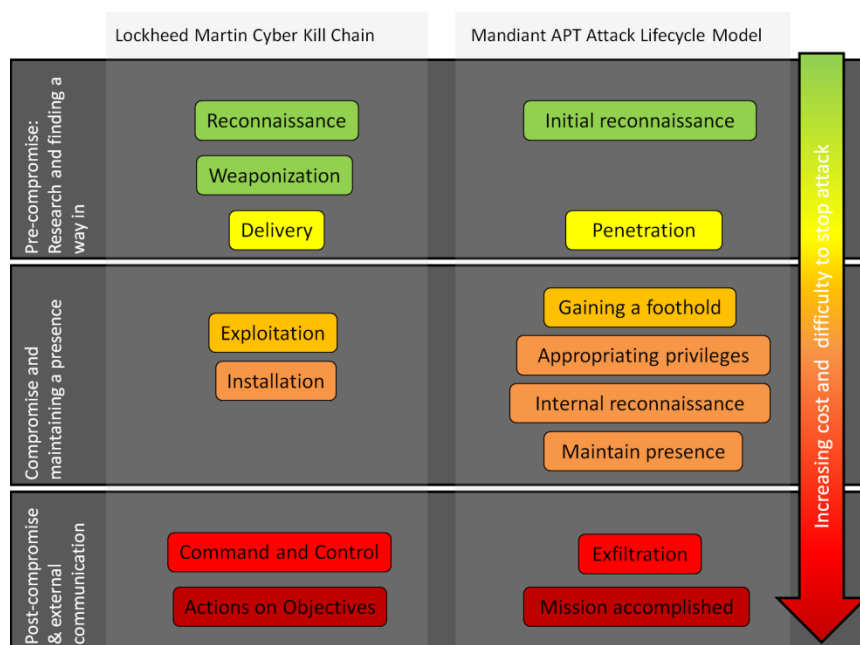 Lockheed Martin Cyber Kill Chain
Mandiant APT Attack Lifecycle Model
Pre-compromise:
Research and finding a
way in
Reconnaissance
Initial reconnaissance
Weaponization
Delivery
Penetration
Compromise and
maintaining a presence
Exploitation
Gaining a foothold
Installation
Appropriating privileges
Internal reconnaissance
Maintain presence
Post-compromise
& external
communication
Command and Control
Exfiltration
Actions on Objectives
Mission accomplished
Increasing cost and difficulty to stop attack